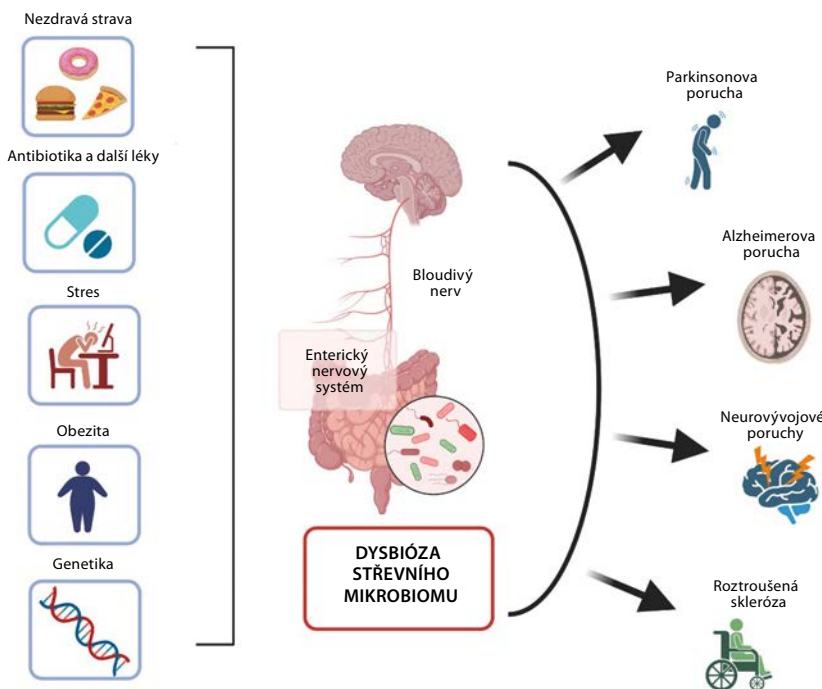 Nezdravá strava
Antibiotika a další léky
Stres
Obezita
Genetika
Bloudivý
nerv
Enterický
nervový
systém
DYSBIÓZA
STŘEVNÍHO
MIKROBIOMU
Parkinsonova
porucha
Alzheimerova
porucha
Neurovývojové
poruchy
Roztroušená
skleróza